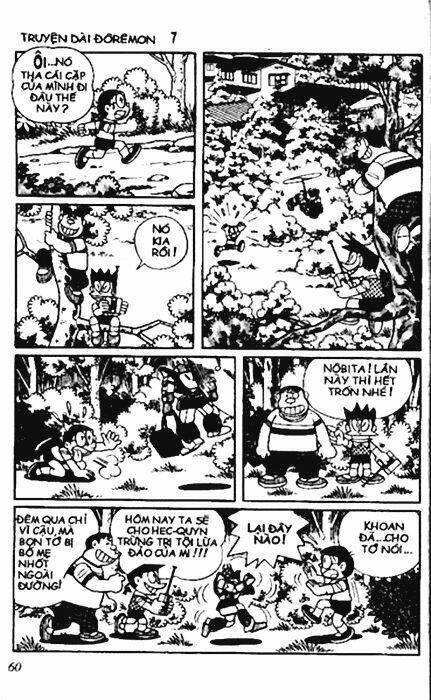 TRUYỆN DÀI ĐÔRÊMON 7
ÔI...NÓ
THA CÁI CẶP
CỦA MÌNH ĐI
ĐÂU THẾ
NÀY?
NÓ
KIA
RỒI!
NÔBITA! LẦN
NÀY THÌ HẾT
TRỐN NHÉ!
ĐÊM QUA CHỈ
VÌ CẬU, MÀ
BỌN TỚ BỊ
BỐ MẸ
NHỐT
NGOÀI
ĐƯỜNG!
HÔM NAY TA SẼ
CHO HEC-QUYN
TRỪNG TRỊ TỘI LỪA
ĐẢO CỦA MI!!!
LẠI ĐÂY
NÀO!
KHOAN
ĐÃ...CHO
TỚ NÓI...
60